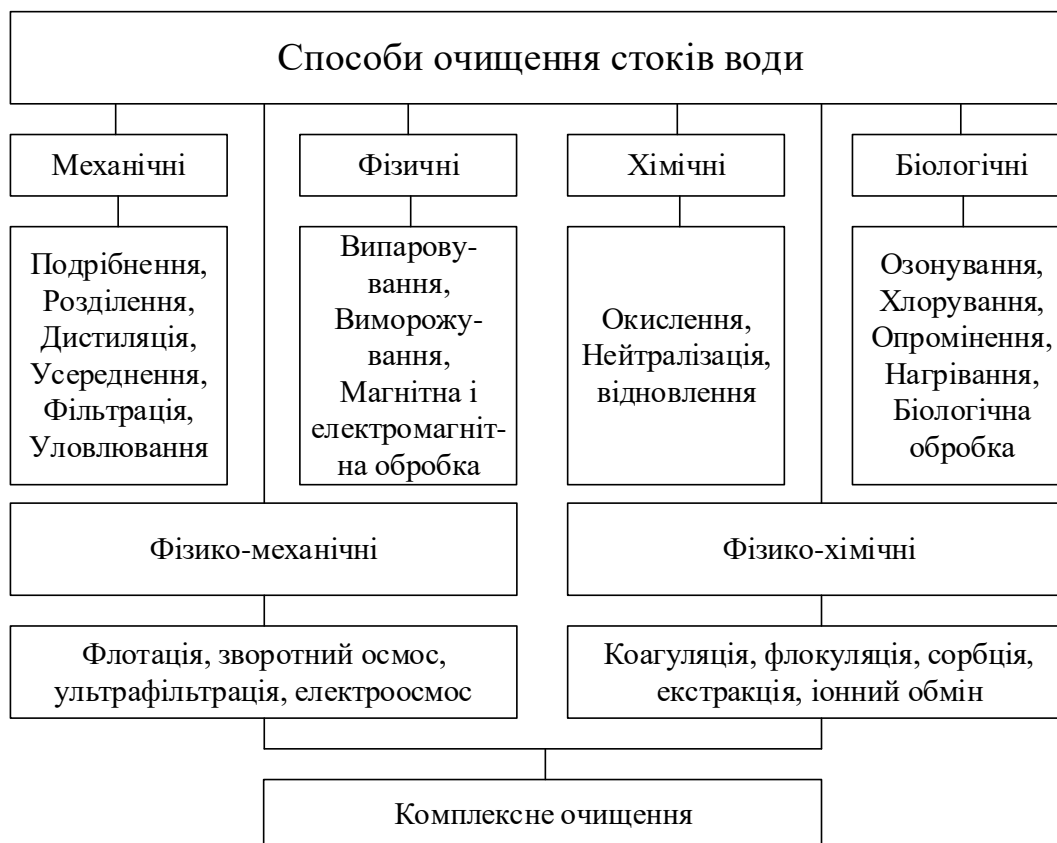 Способи очищення стоків води
Механічні
Фізичні
Хімічні
Біологічні
Подрібнення,
Розділення,
Дистиляція,
Усереднення,
Фільтрація,
Уловлювання
Випарову-
вання,
Виморожу-
вання,
Магнітна і
електромагніт-
на обробка
Окислення,
Нейтралізація,
відновлення
Озонування,
Хлорування,
Опромінення,
Нагрівання,
Біологічна
обробка
Фізико-механічні
Фізико-хімічні
Флотація, зворотний осмос,
ультрафільтрація, електроосмос
Коагуляція, флокуляція, сорбція,
екстракція, іонний обмін
Комплексне очищення